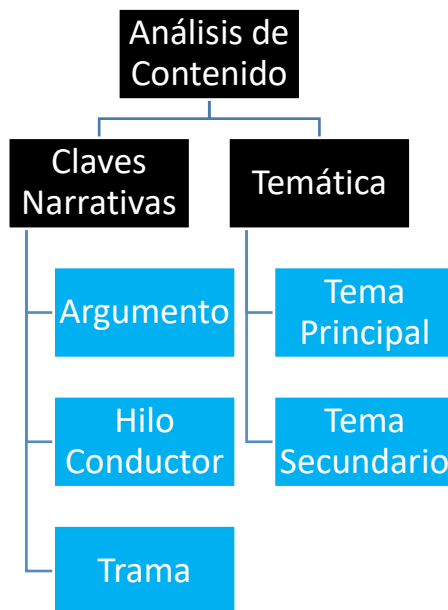 Análisis de
Contenido
Claves
Narrativas
Temática
Argumento
Tema
Principal
Hilo
Conductor
Tema
Secundario
Trama